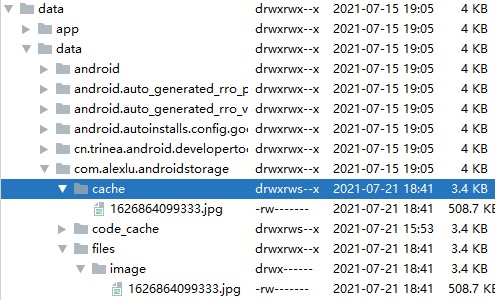 data drwxrwx--x 2021-07-15 19:05 4 KB
app drwxrwx--x 2021-07-15 19:05 4 KB
data drwxrwx--x 2021-07-15 19:05 4 KB
android drwxrwx--x 2021-07-15 19:05 4 KB
android.auto_generated_rro_p drwxrwx--x 2021-07-15 19:05 4 KB
android.auto_generated_rro_v drwxrwx--x 2021-07-15 19:05 4 KB
android.autoinstalls.config.goo drwxrwx--x 2021-07-15 19:05 4 KB
cn.trinea.android.developerto drwxrwx--x 2021-07-15 19:05 4 KB
com.alexlu.androidstorage drwxrwx--x 2021-07-15 19:05 4 KB
cache drwxrws--x 2021-07-21 18:41 3.4 KB
1626864099333.jpg -rw------- 2021-07-21 18:41 508.7 KB
code_cache drwxrws--x 2021-07-21 15:53 3.4 KB
files drwxrwx--x 2021-07-21 18:41 3.4 KB
image drwx------ 2021-07-21 18:41 3.4 KB
1626864099333.jpg -rw------- 2021-07-21 18:41 508.7 KB